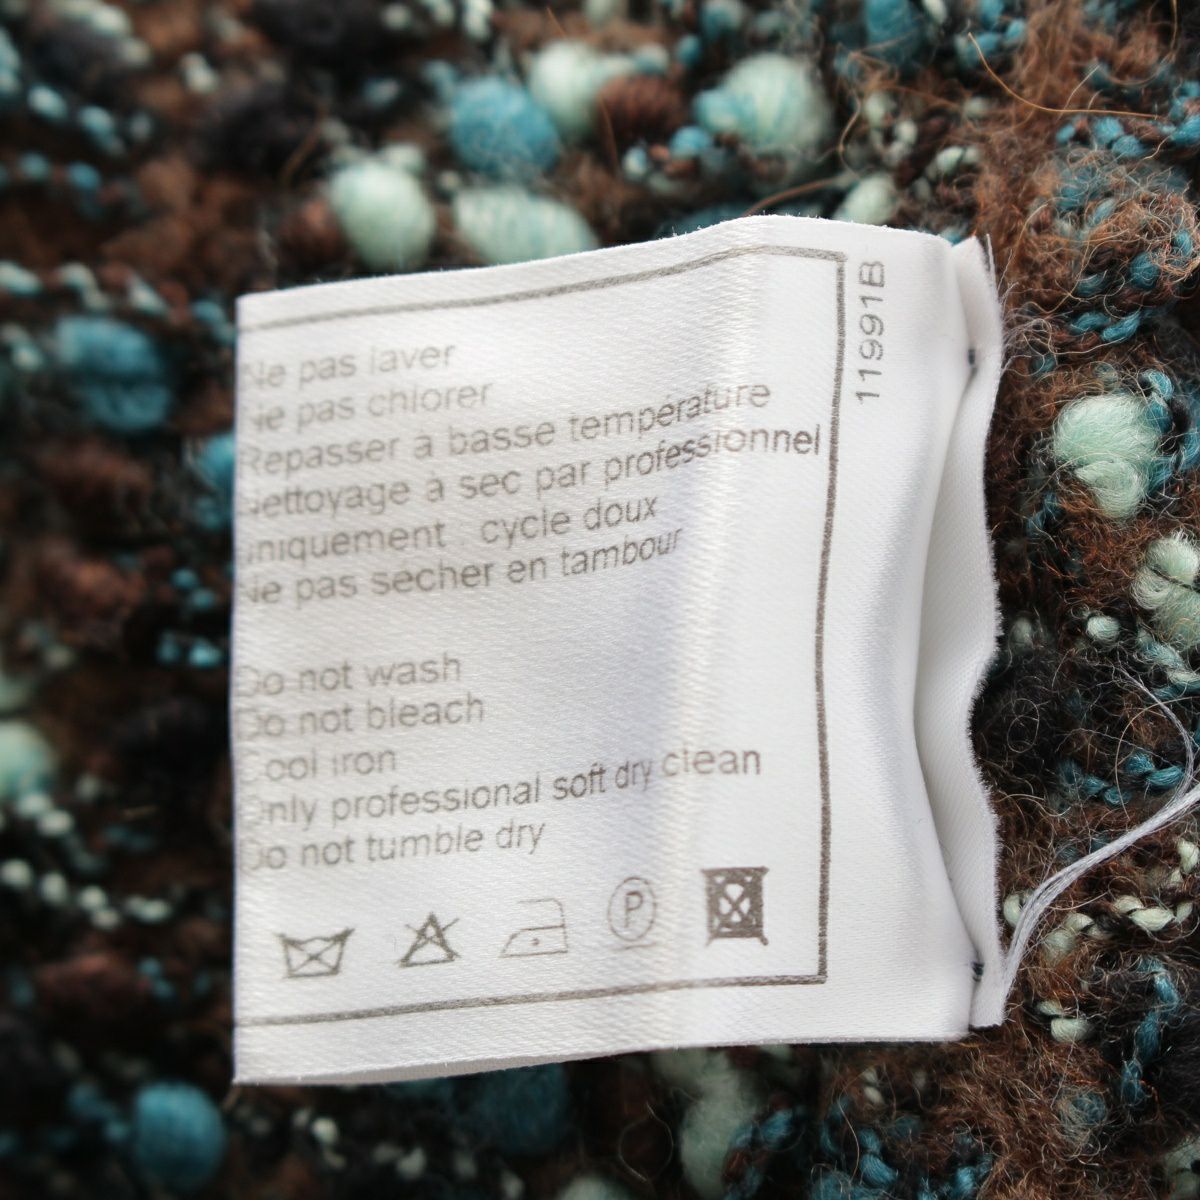 Ne pas laver
Ne pas chlorer
Repasser à basse température
Nettoyage à sec par professionnel
uniquement . cycle doux
Ne pas sécher en tambour
Do not wash
Do not bleach
Cool iron
Only professional soft dry clean
Do not tumble dry
P
11991B